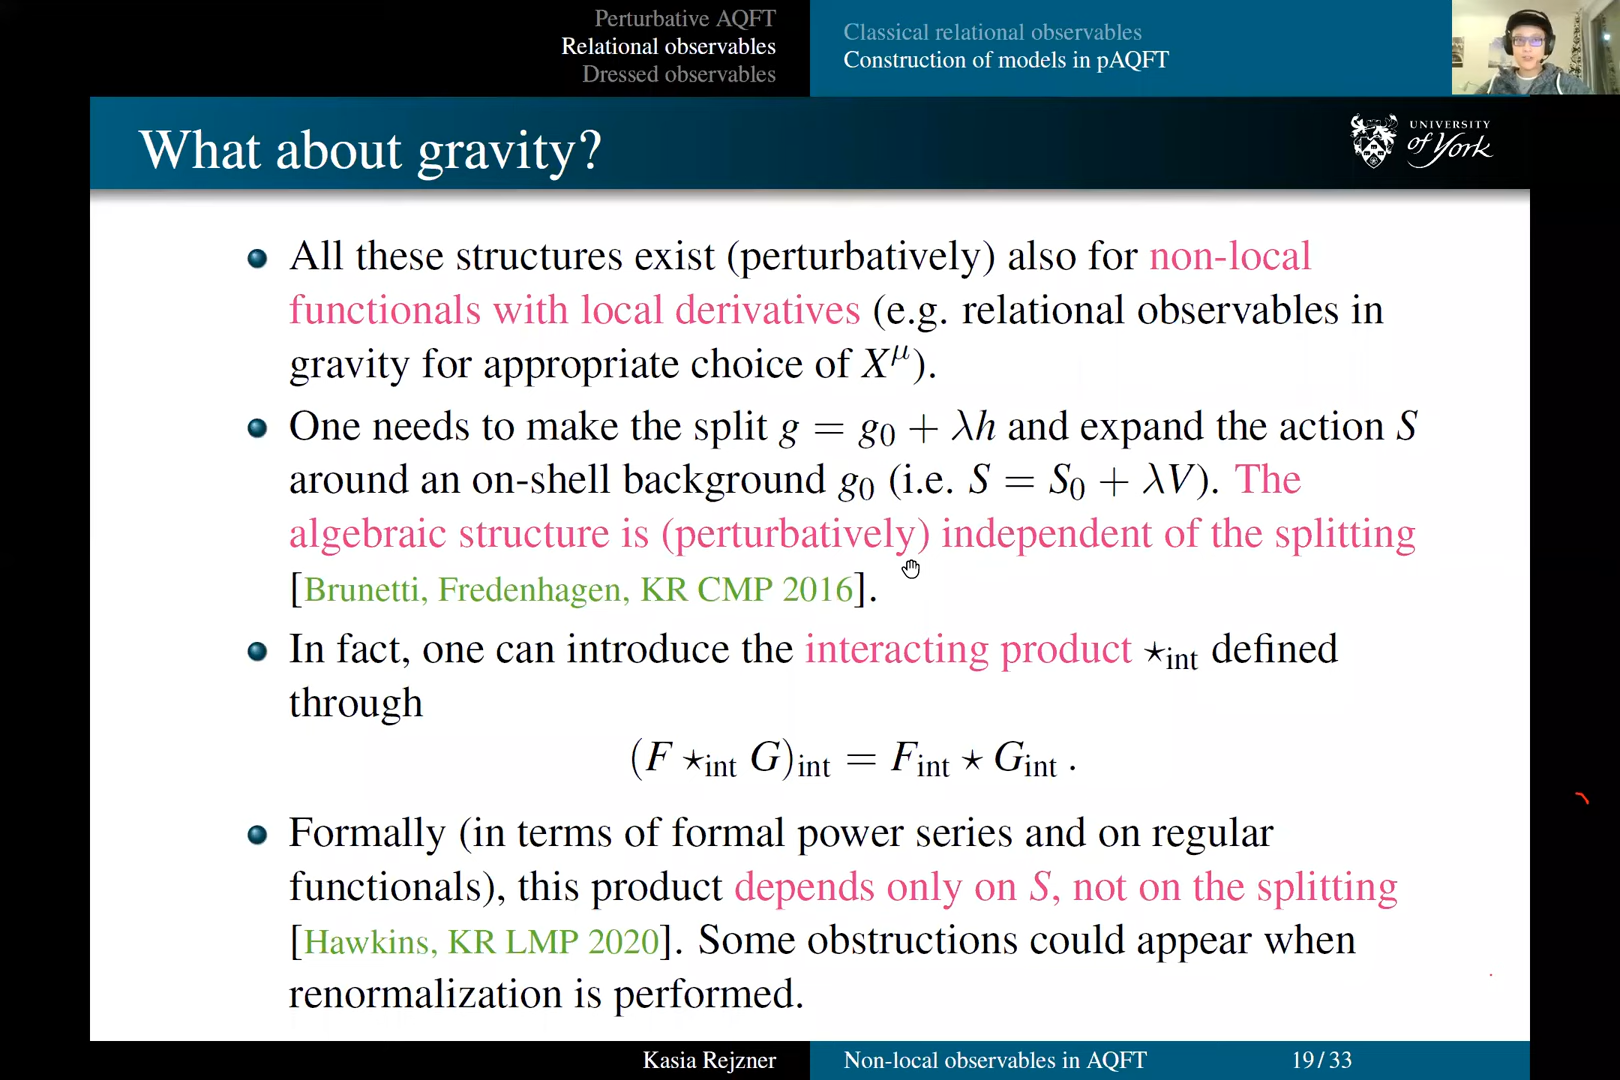 Perturbative AQFT
Relational observables
Dressed observables
Classical relational observables
Construction of models in pAQFT
What about gravity?
UNIVERSITY
of York
All these structures exist (perturbatively) also for non-local
functionals with local derivatives (e.g. relational observables in
gravity for appropriate choice of X^μ).
One needs to make the split g = g₀ + λh and expand the action S
around an on-shell background g₀ (i.e. S = S₀ + λV). The
algebraic structure is (perturbatively) independent of the splitting
[Brunetti, Fredenhagen, KR CMP 2016].
In fact, one can introduce the interacting product ⋆_int defined
through
(F ⋆_int G)_int = F_int ⋆ G_int .
Formally (in terms of formal power series and on regular
functionals), this product depends only on S, not on the splitting
[Hawkins, KR LMP 2020]. Some obstructions could appear when
renormalization is performed.
Kasia Rejzner
Non-local observables in AQFT
19 / 33